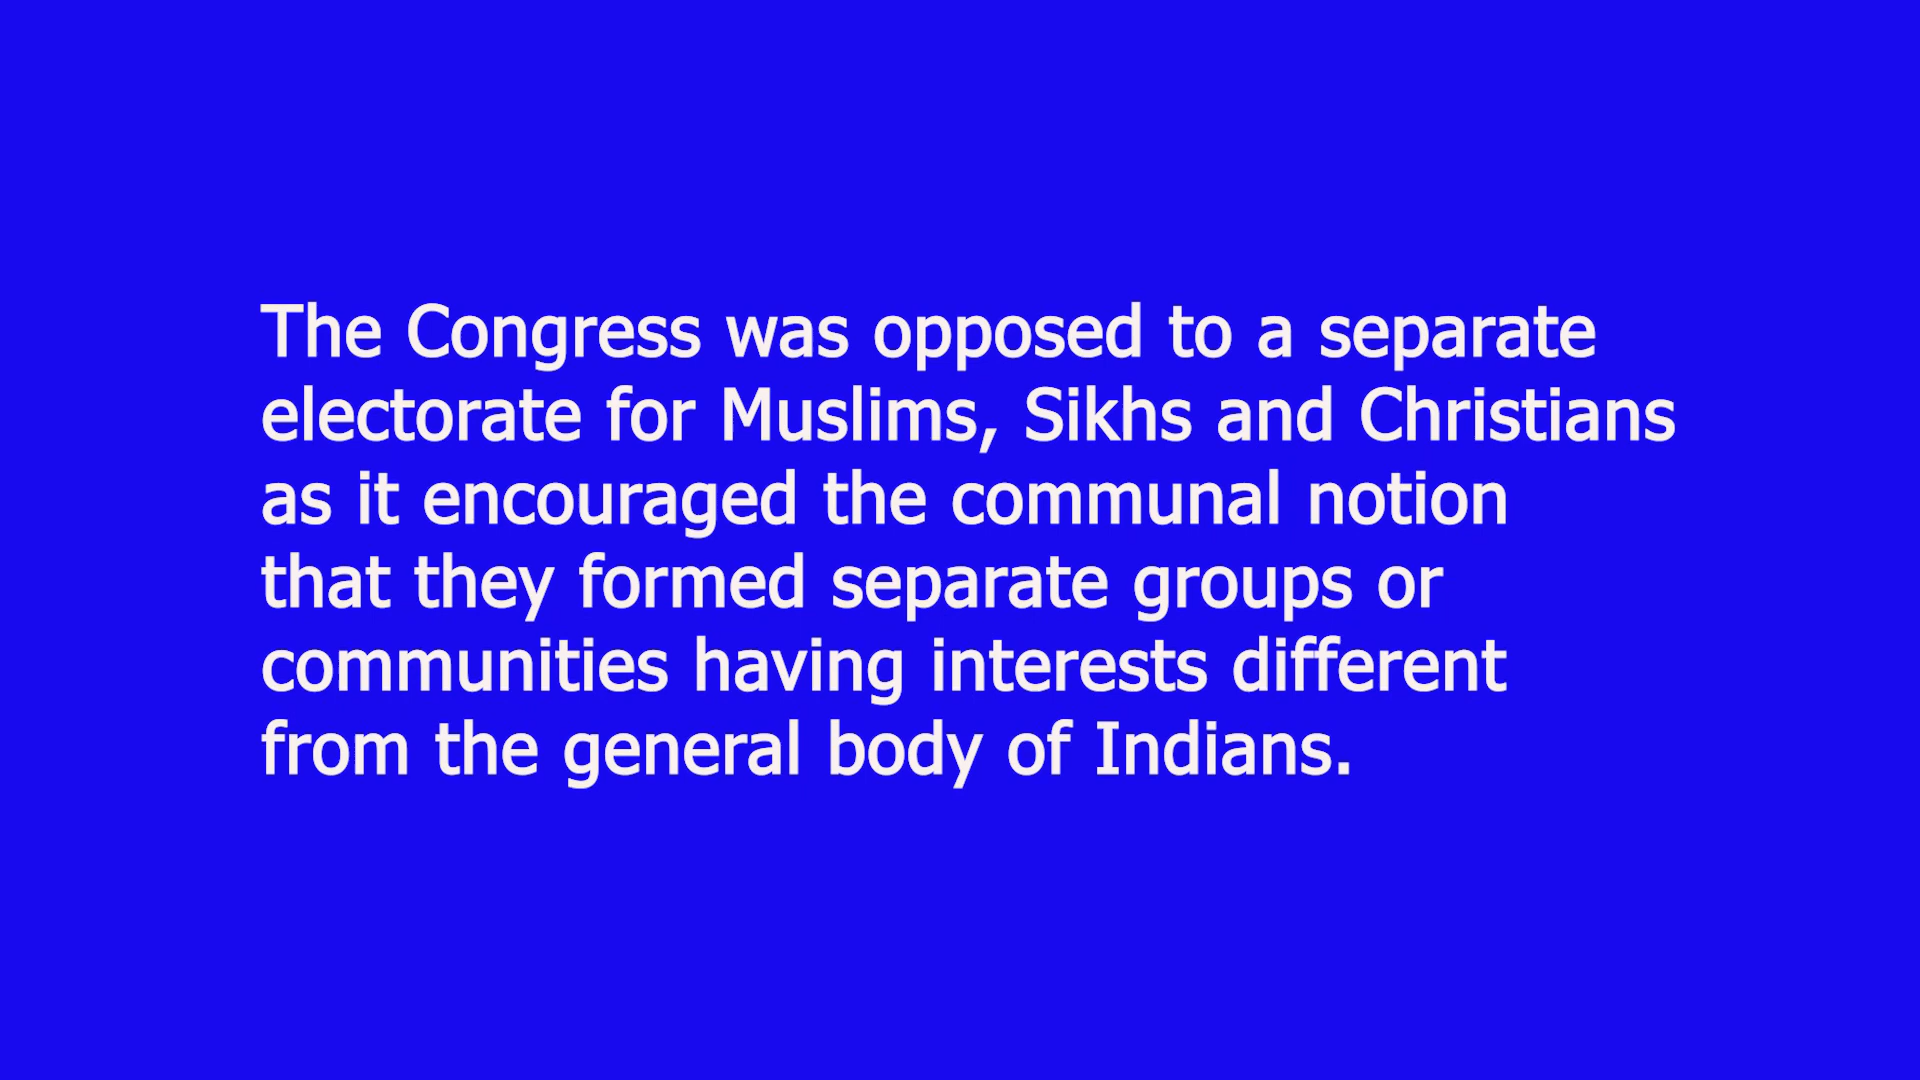 The Congress was opposed to a separate
electorate for Muslims, Sikhs and Christians
as it encouraged the communal notion
that they formed separate groups or
communities having interests different
from the general body of Indians.